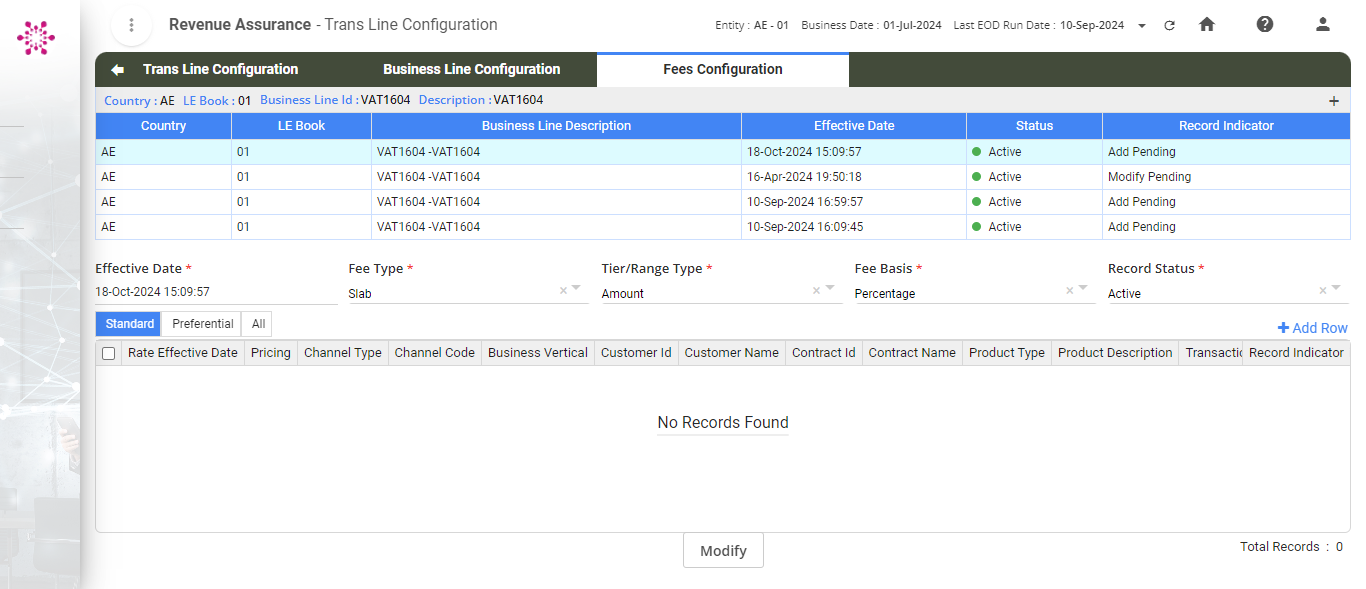 Revenue Assurance - Trans Line Configuration
Entity : AE - 01 Business Date : 01-Jul-2024 Last EOD Run Date : 10-Sep-2024
Trans Line Configuration Business Line Configuration Fees Configuration
Country : AE LE Book : 01 Business Line Id : VAT1604 Description : VAT1604 +
Country LE Book Business Line Description Effective Date Status Record Indicator
AE 01 VAT1604 -VAT1604 18-Oct-2024 15:09:57 Active Add Pending
AE 01 VAT1604 -VAT1604 16-Apr-2024 19:50:18 Active Modify Pending
AE 01 VAT1604 -VAT1604 10-Sep-2024 16:59:57 Active Add Pending
AE 01 VAT1604 -VAT1604 10-Sep-2024 16:09:45 Active Add Pending
Effective Date * Fee Type * Tier/Range Type * Fee Basis * Record Status *
18-Oct-2024 15:09:57 Slab × Amount × Percentage × Active ×
Standard Preferential All
+ Add Row
Rate Effective Date Pricing Channel Type Channel Code Business Vertical Customer Id Customer Name Contract Id Contract Name Product Type Product Description Transactic Record Indicator
No Records Found
Modify
Total Records : 0